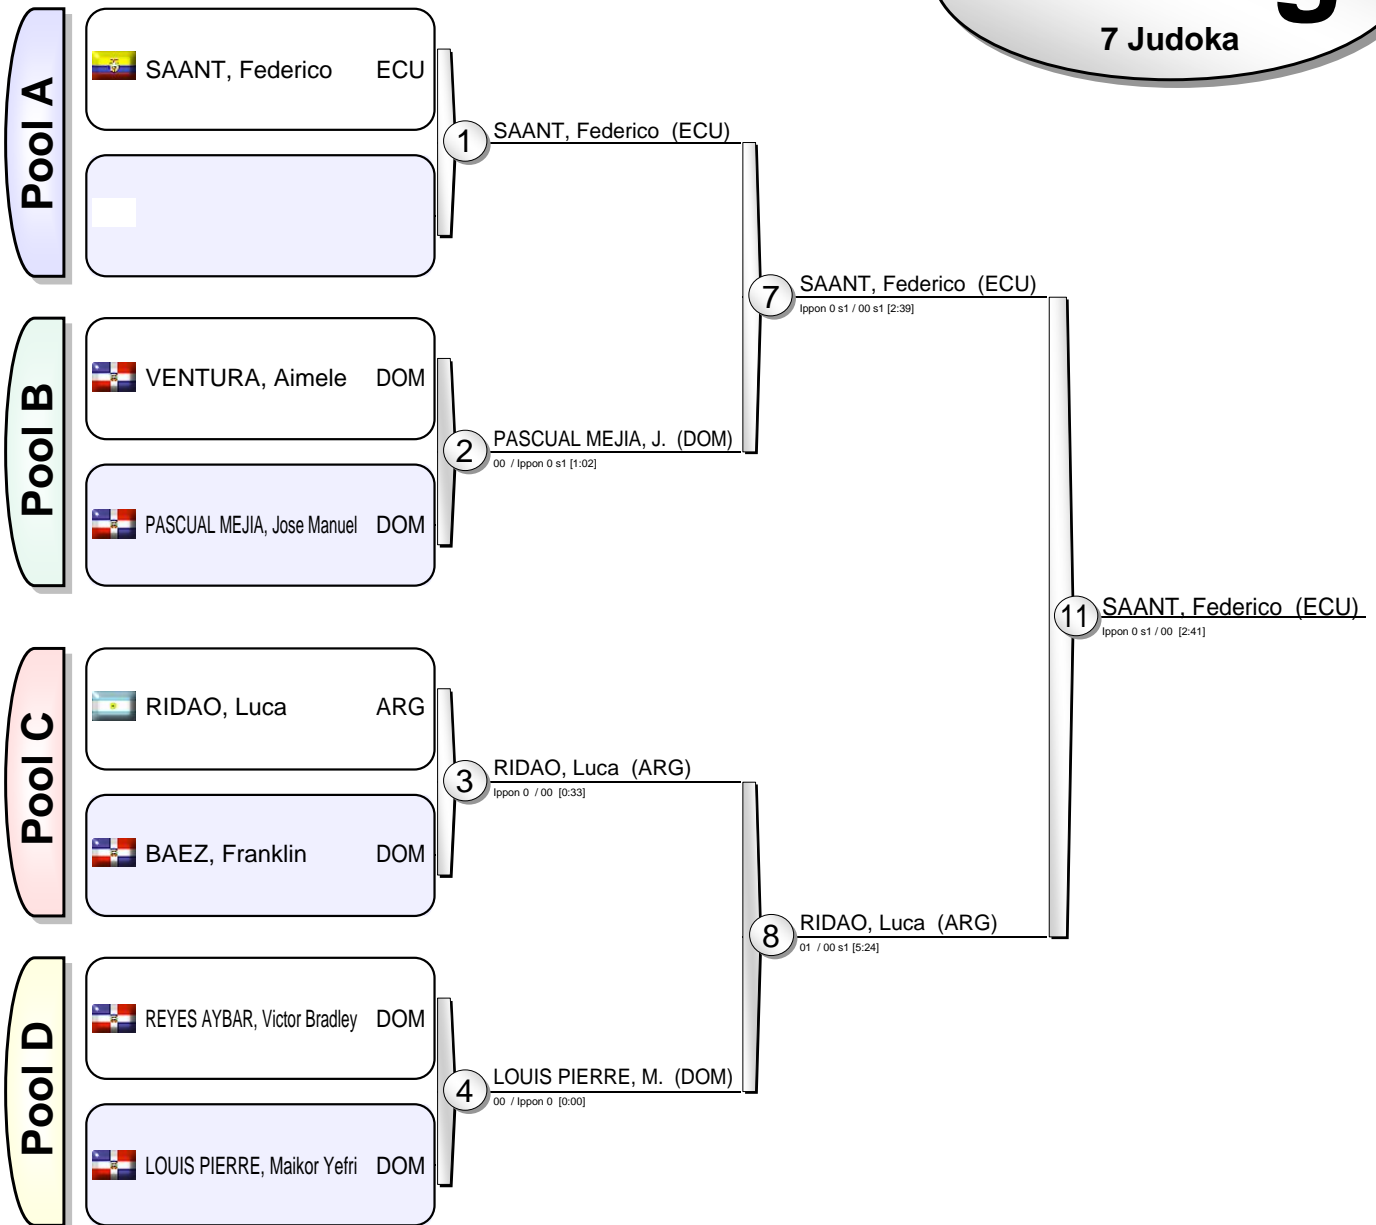 7 Judoka
Pool A
SAANT, Federico ECU
1
SAANT, Federico (ECU)
7
SAANT, Federico (ECU)
Ippon 0 s1 / 00 s1 [2:39]
Pool B
VENTURA, Aimele DOM
2
PASCUAL MEJIA, J. (DOM)
00 / Ippon 0 s1 [1:02]
PASCUAL MEJIA, Jose Manuel DOM
11
SAANT, Federico (ECU)
Ippon 0 s1 / 00 [2:41]
Pool C
RIDAO, Luca ARG
3
RIDAO, Luca (ARG)
Ippon 0 / 00 [0:33]
BAEZ, Franklin DOM
8
RIDAO, Luca (ARG)
01 / 00 s1 [5:24]
Pool D
REYES AYBAR, Victor Bradley DOM
4
LOUIS PIERRE, M. (DOM)
00 / Ippon 0 [0:00]
LOUIS PIERRE, Maikor Yefri DOM